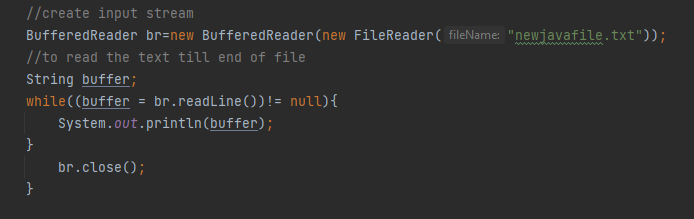 //create input stream
BufferedReader br=new BufferedReader(new FileReader( fileName: "newjavafile.txt"));
//to read the text till end of file
String buffer;
while((buffer = br.readLine())!= null){
    System.out.println(buffer);
}
    br.close();
}